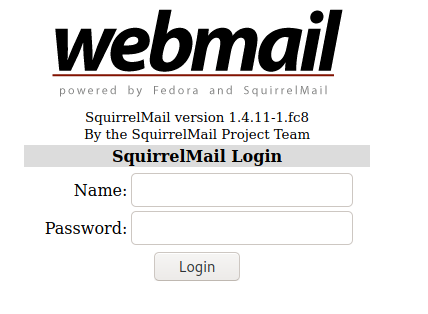 webmail
powered by Fedora and SquirrelMail
SquirrelMail version 1.4.11-1.fc8
By the SquirrelMail Project Team
SquirrelMail Login
Name:
Password:
Login